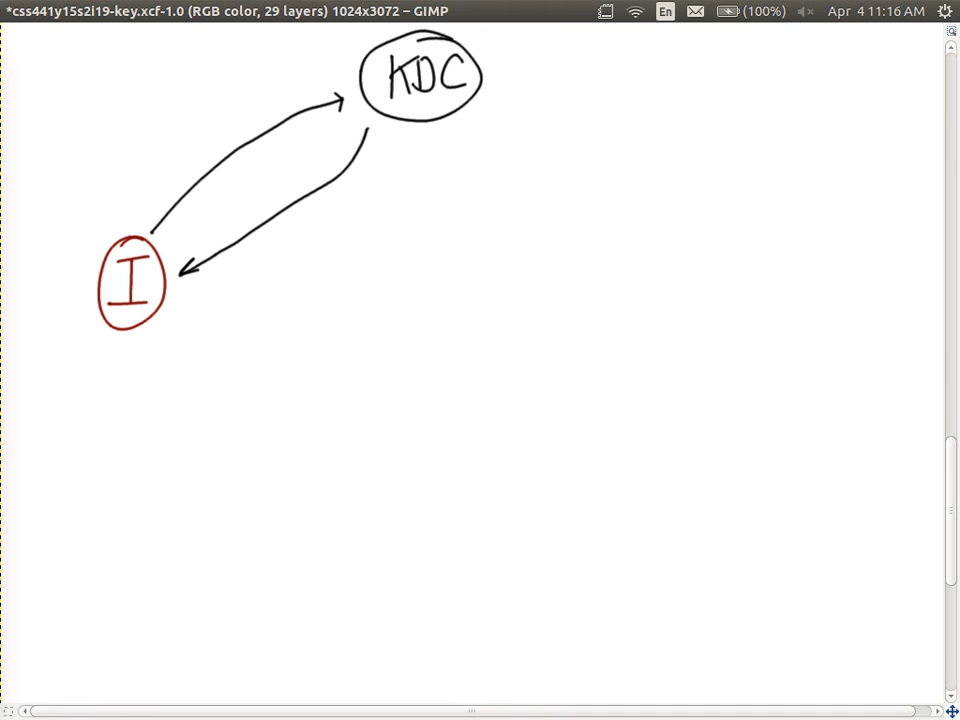 *css441y15s2i19-key.xcf-1.0 (RGB color, 29 layers) 1024x3072 – GIMP
En
(100%)
Apr 4 11:16 AM
KDC
I